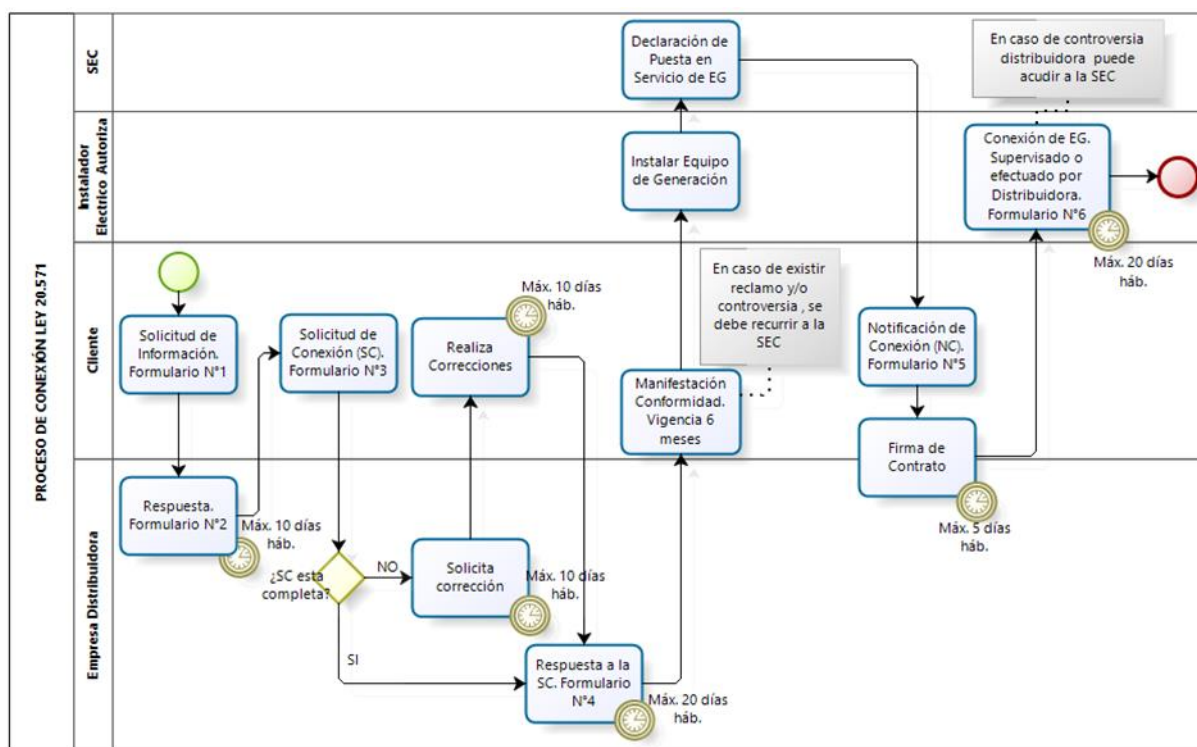 PROCESO DE CONEXIÓN LEY 20.571
SEC
Declaración de
Puesta en
Servicio de EG
En caso de controversia
distribuidora puede
acudir a la SEC
Instalador
Electrico Autoriza
Instalar Equipo
de Generación
Conexión de EG.
Supervisado o
efectuado por
Distribuidora.
Formulario N°6
Máx. 20 días
háb.
Cliente
Solicitud de
Información.
Formulario N°1
Solicitud de
Conexión (SC).
Formulario N°3
Máx. 10 días
háb.
Realiza
Correcciones
En caso de existir
reclamo y/o
controversia , se
debe recurrir a la
SEC
Manifestación
Conformidad.
Vigencia 6
meses
Notificación de
Conexión (NC).
Formulario N°5
Firma de
Contrato
Máx. 5 días
háb.
Empresa Distribuidora
Respuesta.
Formulario N°2
Máx. 10 días
háb.
¿SC está
completa?
NO
Solicita
corrección
Máx. 10 días
háb.
SI
Respuesta a la
SC. Formulario
N°4
Máx. 20 días
háb.